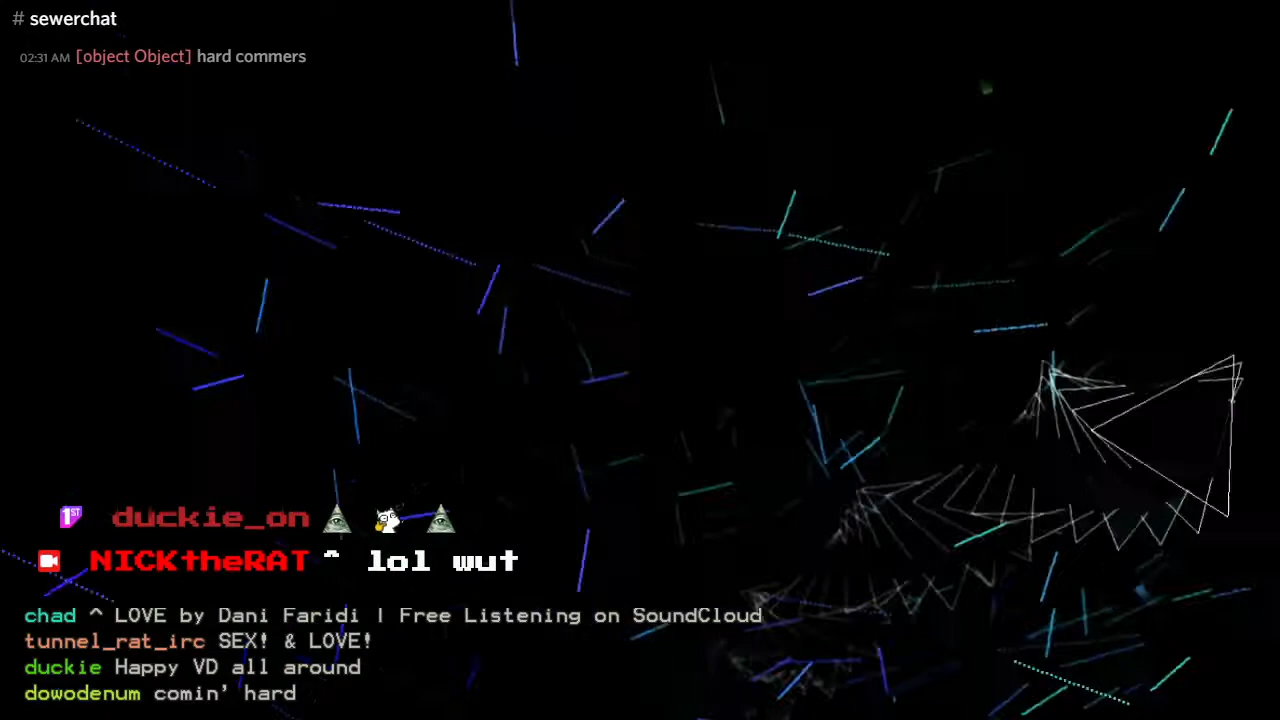 # sewerchat
02:31 AM [object Object] hard commers
1ST duckie_on
NICKtheRAT ^ lol wut
chad ^ LOVE by Dani Faridi | Free Listening on SoundCloud
tunnel_rat_irc SEX! & LOVE!
duckie Happy VD all around
dowodenum comin' hard